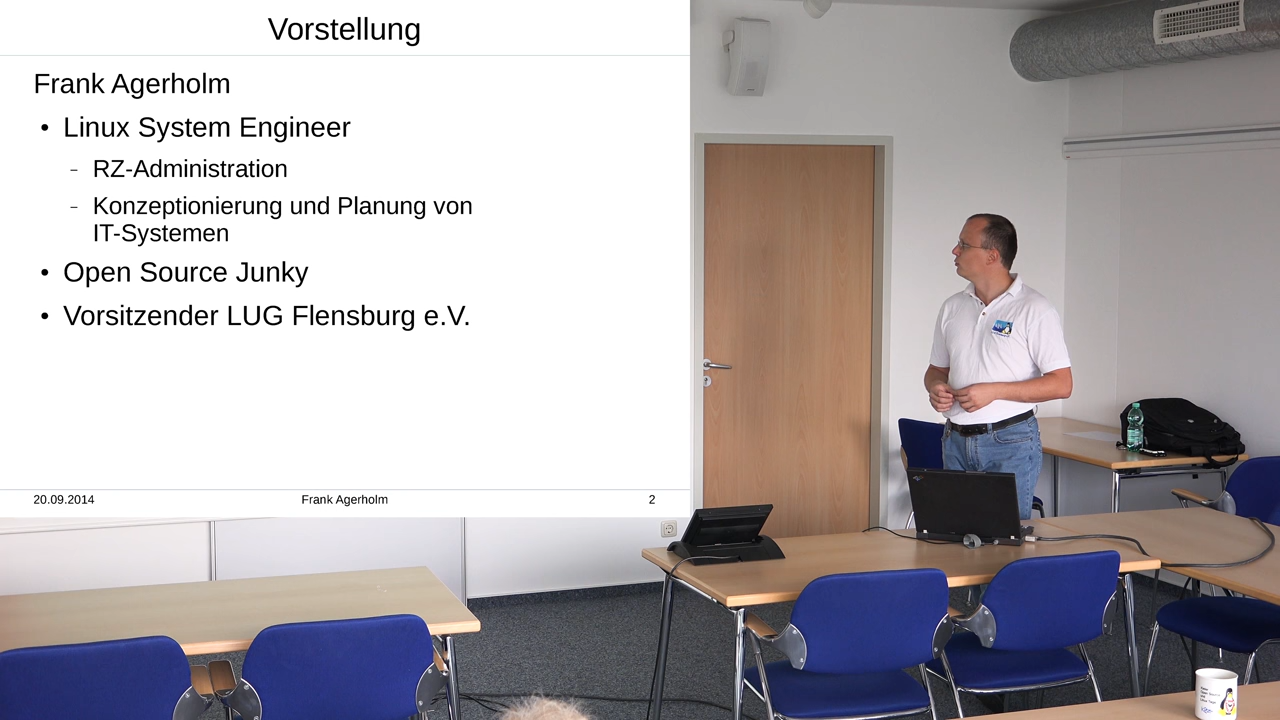 Vorstellung
Frank Agerholm
• Linux System Engineer
– RZ-Administration
– Konzeptionierung und Planung von
IT-Systemen
• Open Source Junky
• Vorsitzender LUG Flensburg e.V.
20.09.2014 Frank Agerholm 2